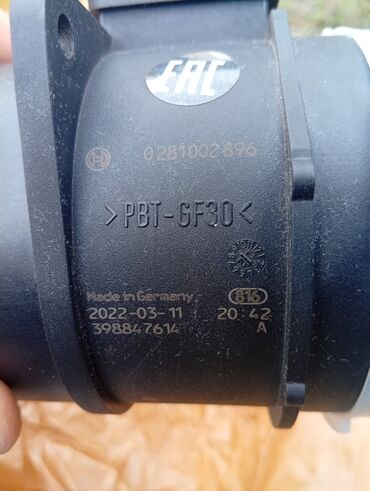 EAC
0 281 002 896
>PBT-GF30<
Made in Germany
816
2022-03-11
20:42
398847614
A